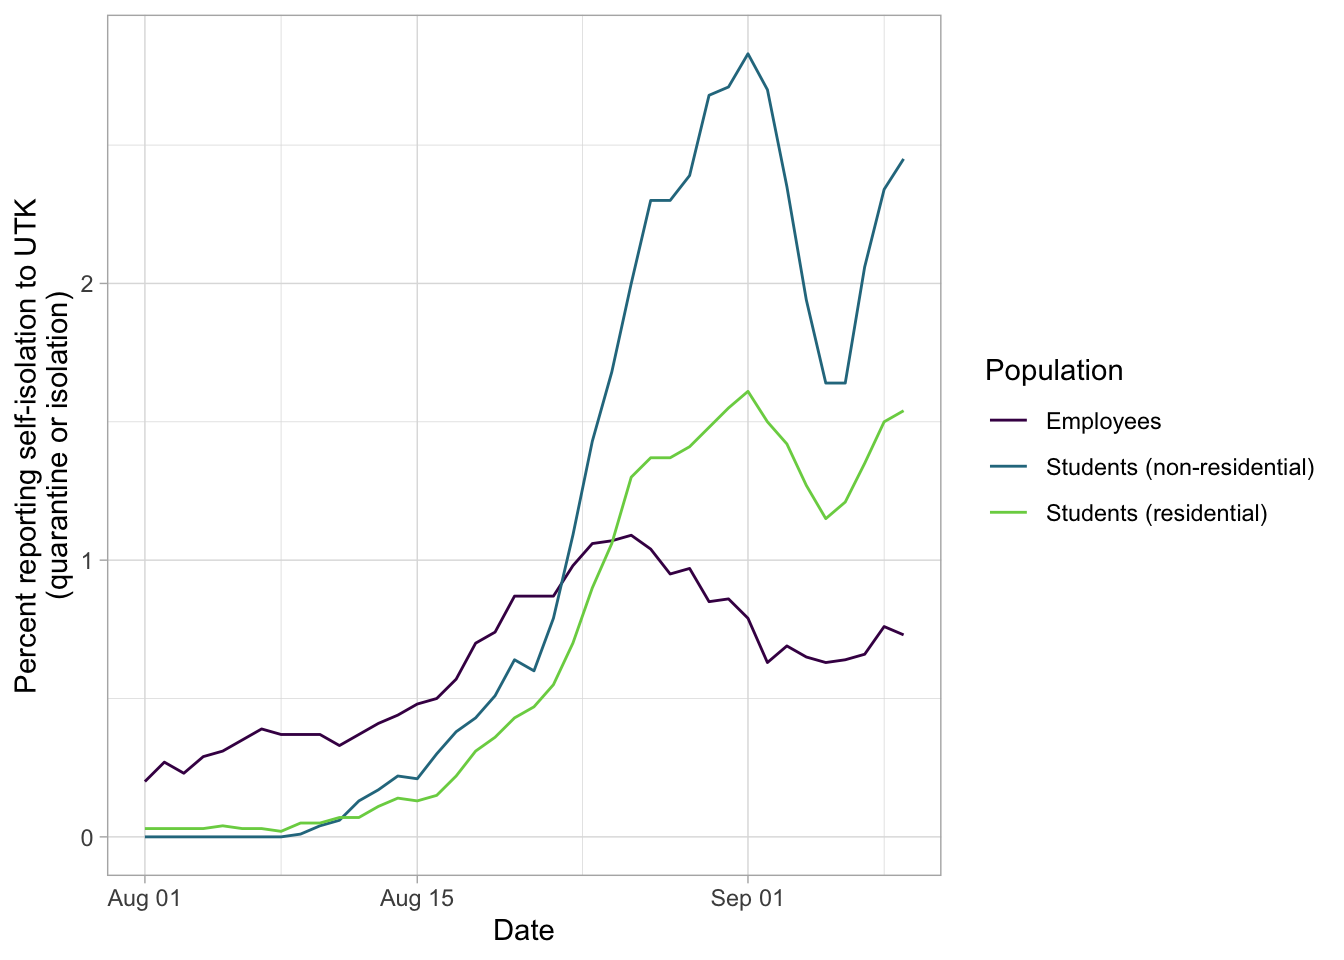 Percent reporting self-isolation to UTK
(quarantine or isolation)
2
1
0
Aug 01
Aug 15
Sep 01
Date
Population
Employees
Students (non-residential)
Students (residential)